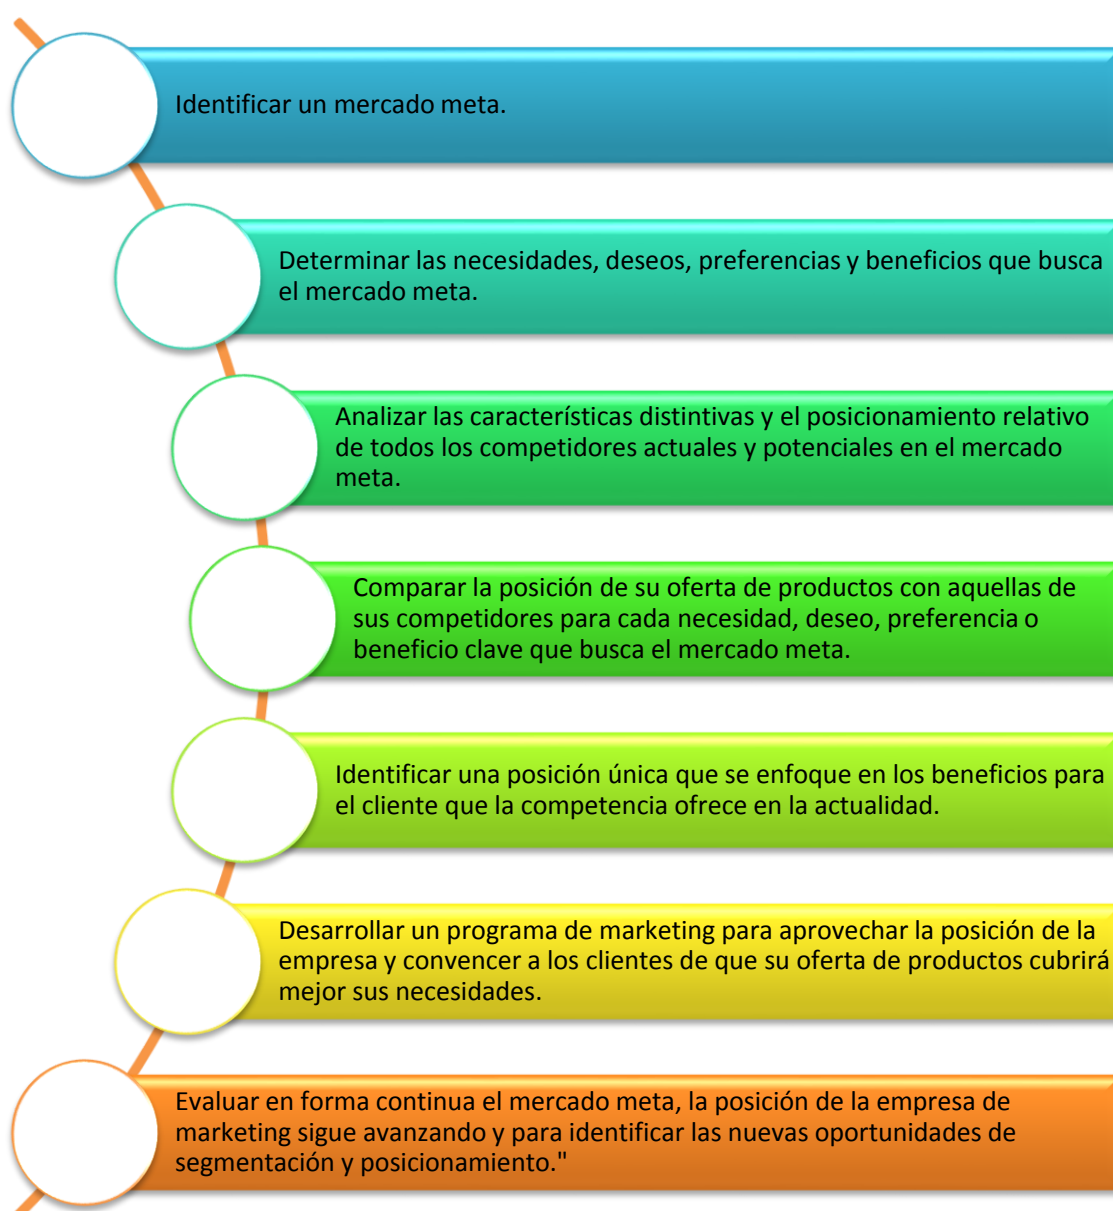 Identificar un mercado meta.
Determinar las necesidades, deseos, preferencias y beneficios que busca
el mercado meta.
Analizar las características distintivas y el posicionamiento relativo
de todos los competidores actuales y potenciales en el mercado
meta.
Comparar la posición de su oferta de productos con aquellas de
sus competidores para cada necesidad, deseo, preferencia o
beneficio clave que busca el mercado meta.
Identificar una posición única que se enfoque en los beneficios para
el cliente que la competencia ofrece en la actualidad.
Desarrollar un programa de marketing para aprovechar la posición de la
empresa y convencer a los clientes de que su oferta de productos cubrirá
mejor sus necesidades.
Evaluar en forma continua el mercado meta, la posición de la empresa de
marketing sigue avanzando y para identificar las nuevas oportunidades de
segmentación y posicionamiento."